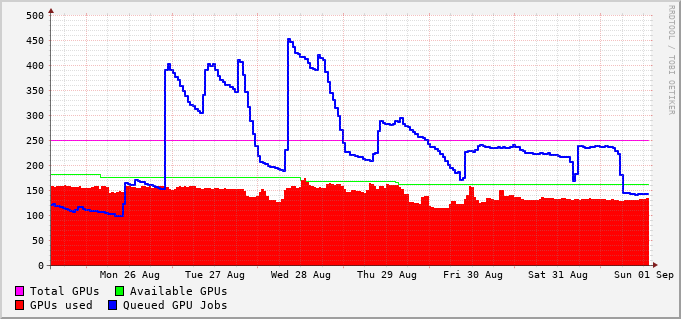 500
450
400
350
300
250
200
150
100
50
0
Mon 26 Aug Tue 27 Aug Wed 28 Aug Thu 29 Aug Fri 30 Aug Sat 31 Aug Sun 01 Sep
Total GPUs Available GPUs
GPUs used Queued GPU Jobs
RRDTOOL / TOBI OETIKER